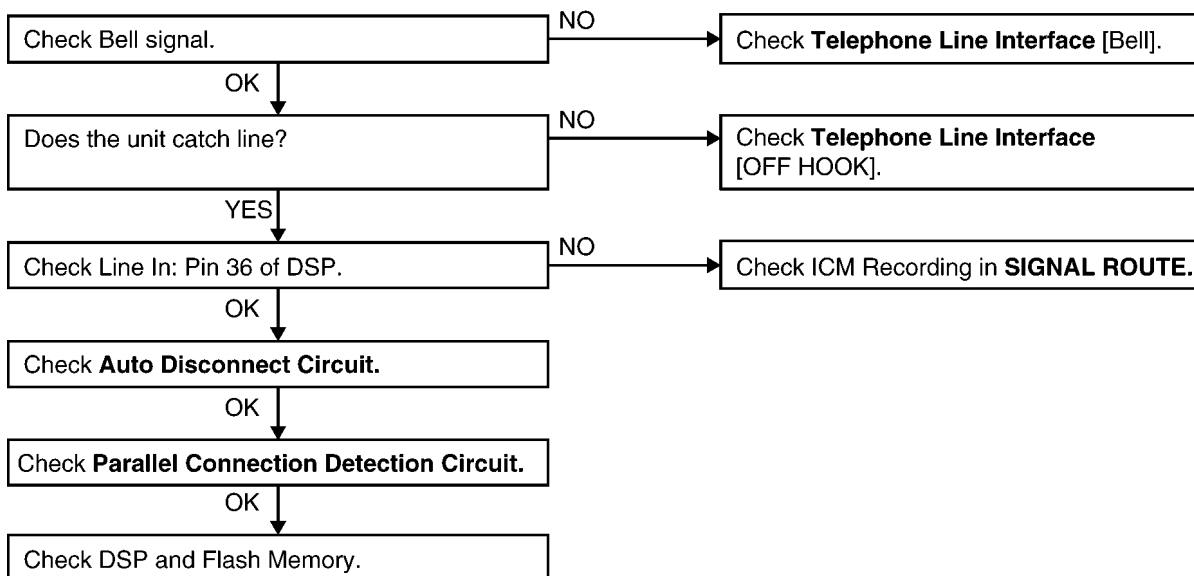 Check Bell signal.
NO
Check Telephone Line Interface [Bell].
OK
Does the unit catch line?
NO
Check Telephone Line Interface
[OFF HOOK].
YES
Check Line In: Pin 36 of DSP.
NO
Check ICM Recording in SIGNAL ROUTE.
OK
Check Auto Disconnect Circuit.
OK
Check Parallel Connection Detection Circuit.
OK
Check DSP and Flash Memory.